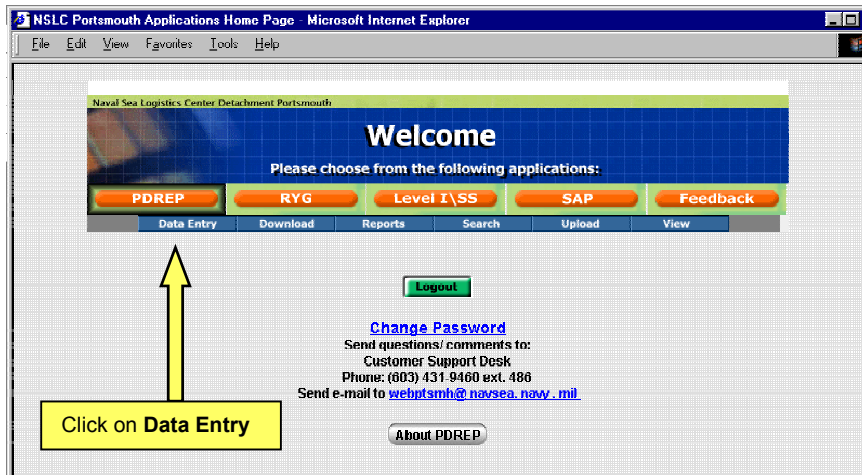 NSLC Portsmouth Applications Home Page - Microsoft Internet Explorer
File Edit View Favorites Tools Help
Naval Sea Logistics Center Detachment Portsmouth
Welcome
Please choose from the following applications:
PDREP RYG Level I\SS SAP Feedback
Data Entry Download Reports Search Upload View
Logout
Change Password
Send questions/ comments to:
Customer Support Desk
Phone: (603) 431-9460 ext. 486
Send e-mail to webptsmh@navsea.navy.mil
Click on Data Entry
About PDREP